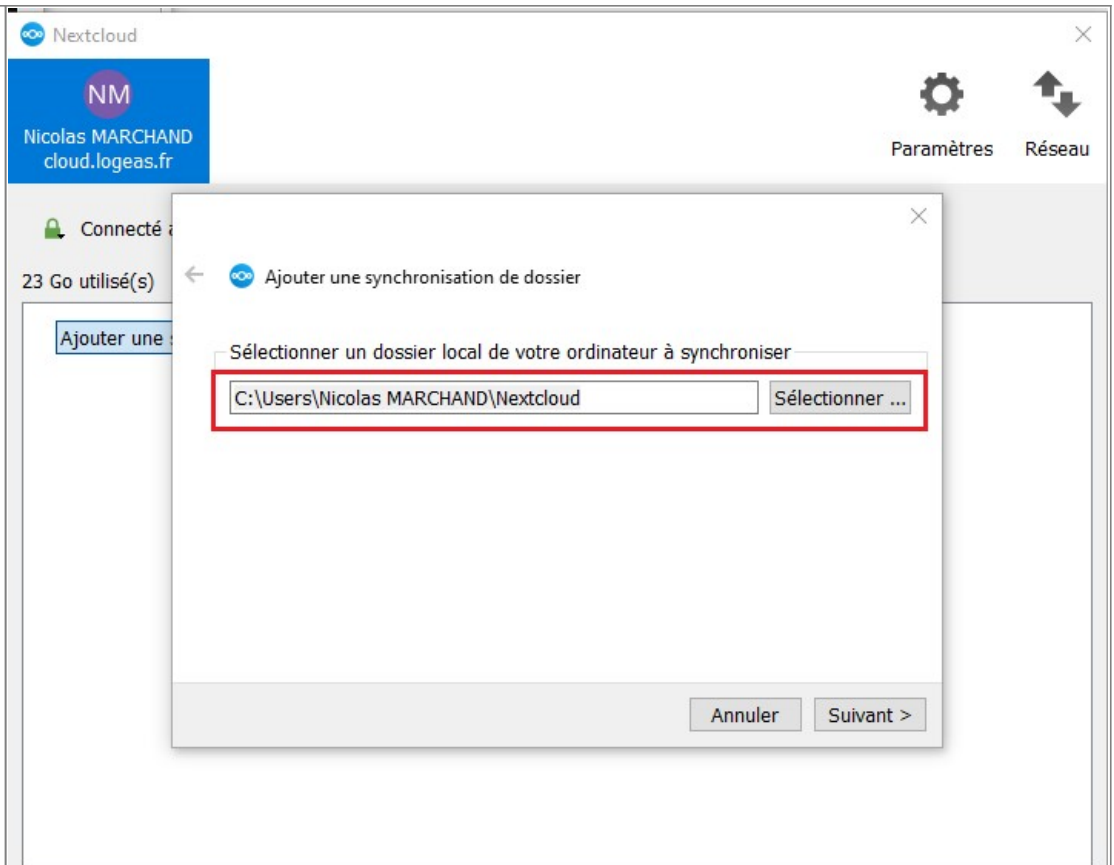 Nextcloud
NM
Nicolas MARCHAND
cloud.logeas.fr
Paramètres
Réseau
Connecté
23 Go utilisé(s)
Ajouter une
Ajouter une synchronisation de dossier
Sélectionner un dossier local de votre ordinateur à synchroniser
C:\Users\Nicolas MARCHAND\Nextcloud
Sélectionner ...
Annuler
Suivant >